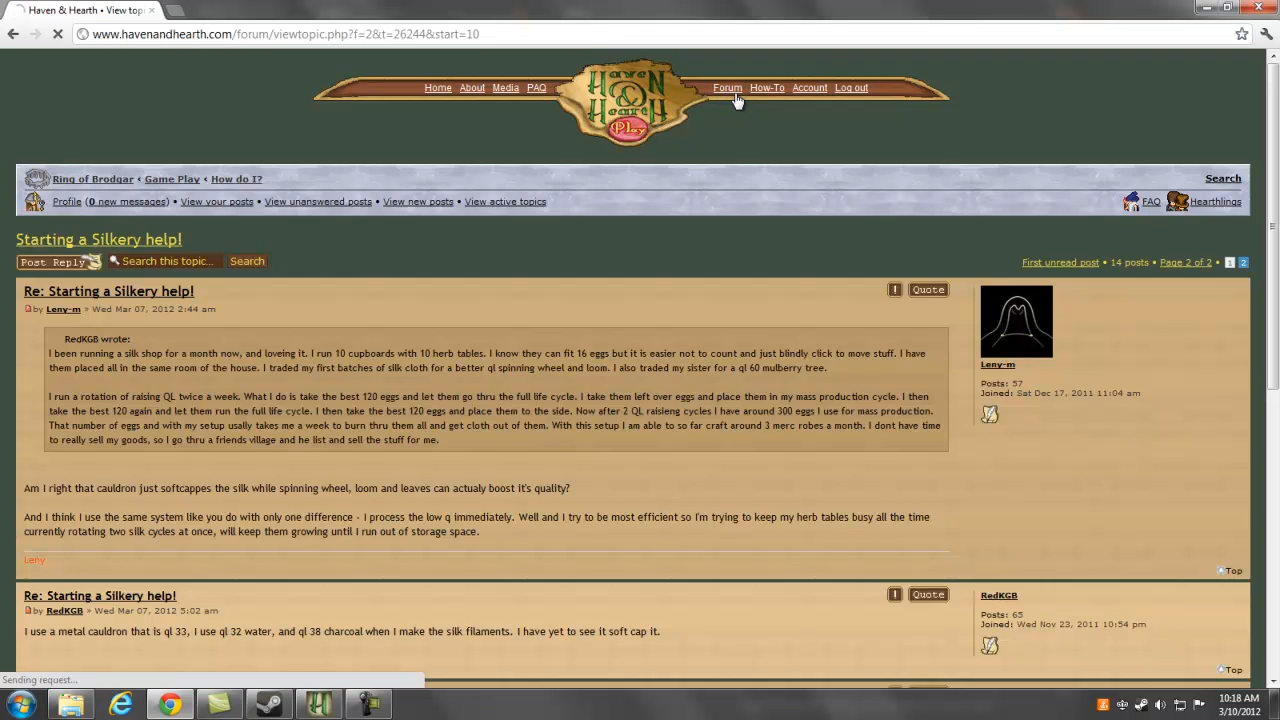 Haven & Hearth • View topi
www.havenandhearth.com/forum/viewtopic.php?f=2&t=26244&start=10
Home About Media FAQ
Haven & Hearth
Play
Forum How-To Account Log out
Ring of Brodgar ‹ Game Play ‹ How do I?
Search
Profile (0 new messages) • View your posts • View unanswered posts • View new posts • View active topics
FAQ Hearthlings
Starting a Silkery help!
Post Reply Search this topic... Search
First unread post • 14 posts • Page 2 of 2 • 1 2
Re: Starting a Silkery help!
! Quote
by Leny-m » Wed Mar 07, 2012 2:44 am
Leny-m
Posts: 57
Joined: Sat Dec 17, 2011 11:04 am
RedKGB wrote:
I been running a silk shop for a month now, and loveing it. I run 10 cupboards with 10 herb tables. I know they can fit 16 eggs but it is easier not to count and just blindly click to move stuff. I have
them placed all in the same room of the house. I traded my first batches of silk cloth for a better ql spinning wheel and loom. I also traded my sister for a ql 60 mulberry tree.
I run a rotation of raising QL twice a week. What I do is take the best 120 eggs and let them go thru the full life cycle. I take them left over eggs and place them in my mass production cycle. I then
take the best 120 again and let them run the full life cycle. I then take the best 120 eggs and place them to the side. Now after 2 QL raisieng cycles I have around 300 eggs I use for mass production.
That number of eggs and with my setup usally takes me a week to burn thru them all and get cloth out of them. With this setup I am able to so far craft around 3 merc robes a month. I dont have time
to really sell my goods, so I go thru a friends village and he list and sell the stuff for me.
Am I right that cauldron just softcappes the silk while spinning wheel, loom and leaves can actualy boost it's quality?
And I think I use the same system like you do with only one difference - I process the low q immediately. Well and I try to be most efficient so I'm trying to keep my herb tables busy all the time
currently rotating two silk cycles at once, will keep them growing until I run out of storage space.
Leny
Top
Re: Starting a Silkery help!
! Quote
by RedKGB » Wed Mar 07, 2012 5:02 am
RedKGB
Posts: 65
Joined: Wed Nov 23, 2011 10:54 pm
I use a metal cauldron that is ql 33, I use ql 32 water, and ql 38 charcoal when I make the silk filaments. I have yet to see it soft cap it.
Top
Sending request...
10:18 AM
3/10/2012